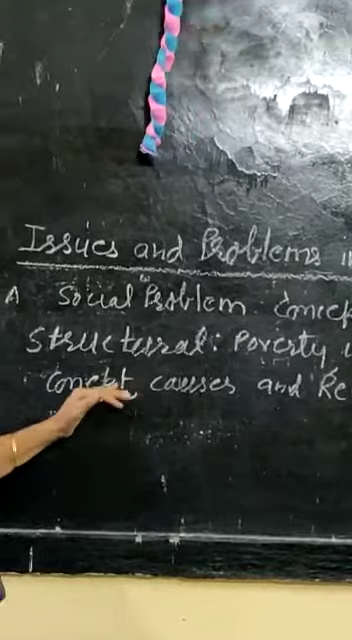 Issues and Problems
A Social Problem: Concep
Structural: Poverty
Concept, causes and Re